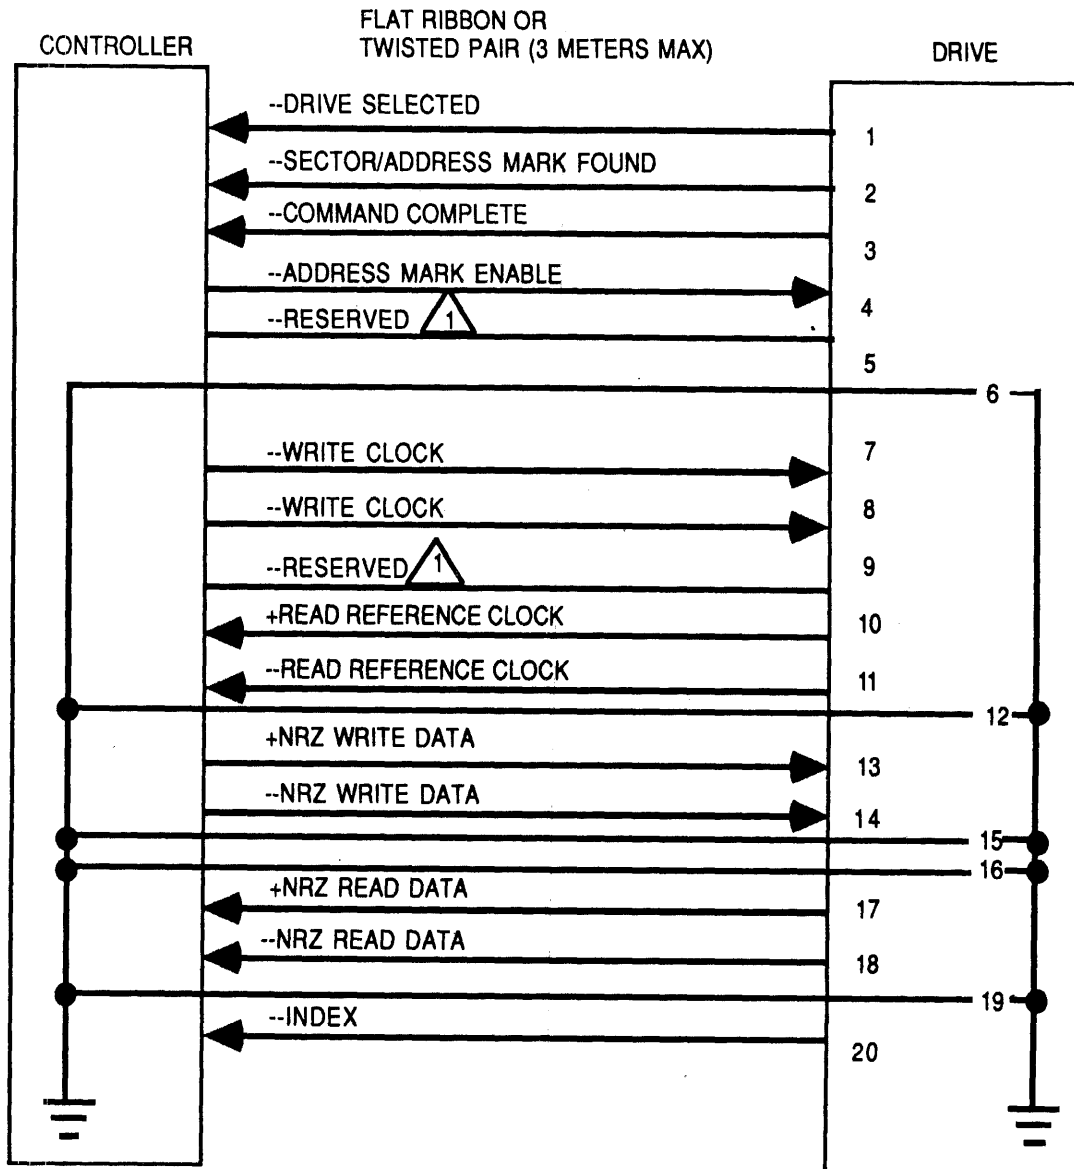 FLAT RIBBON OR
TWISTED PAIR (3 METERS MAX)
CONTROLLER
DRIVE
--DRIVE SELECTED
1
--SECTOR/ADDRESS MARK FOUND
2
--COMMAND COMPLETE
3
--ADDRESS MARK ENABLE
4
--RESERVED 1
5
6
--WRITE CLOCK
7
--WRITE CLOCK
8
--RESERVED 1
9
+READ REFERENCE CLOCK
10
--READ REFERENCE CLOCK
11
12
+NRZ WRITE DATA
13
--NRZ WRITE DATA
14
15
16
+NRZ READ DATA
17
--NRZ READ DATA
18
19
--INDEX
20